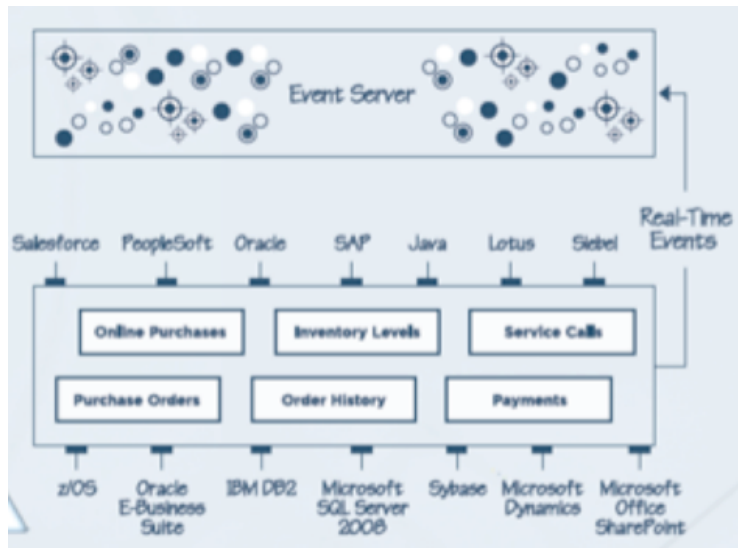 Event Server
Real-Time
Events
Salesforce PeopleSoft Oracle SAP Java Lotus Siebel
Online Purchases Inventory Levels Service Calls
Purchase Orders Order History Payments
z/OS Oracle IBM DB2 Microsoft Sybase Microsoft Microsoft
E-Business SQL Server Dynamics Office
Suite 2008 SharePoint